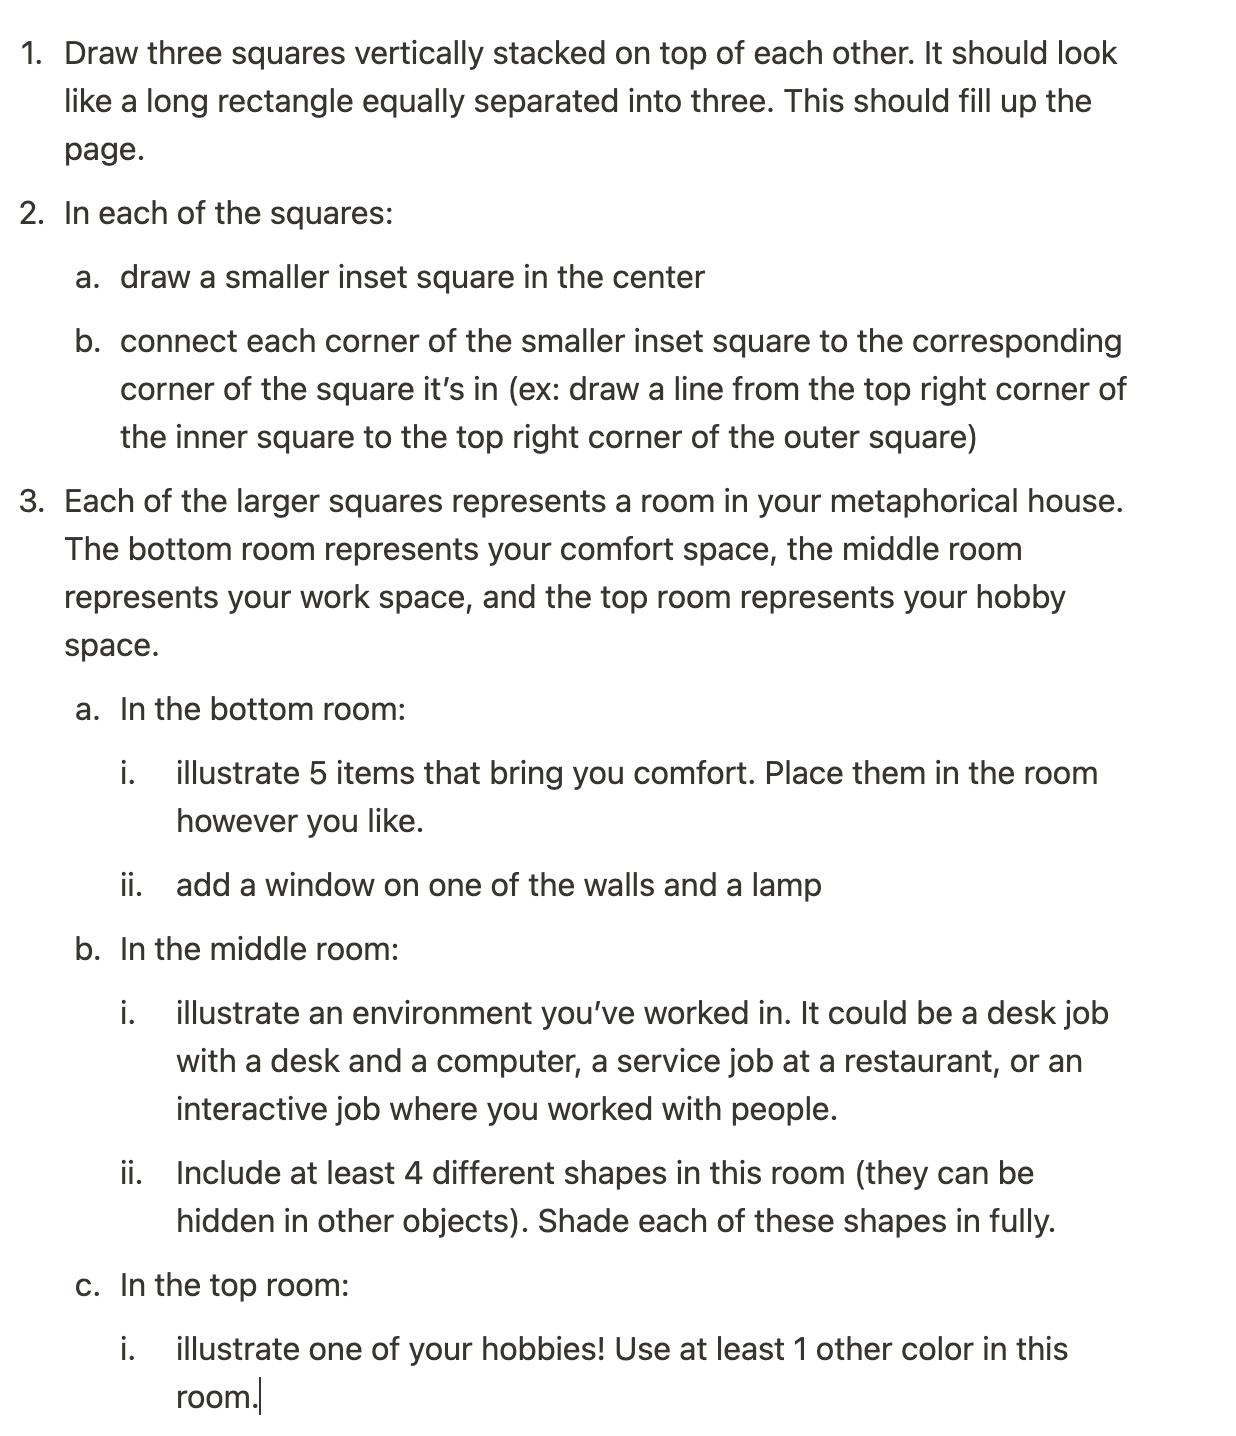 1. Draw three squares vertically stacked on top of each other. It should look
like a long rectangle equally separated into three. This should fill up the
page.
2. In each of the squares:
a. draw a smaller inset square in the center
b. connect each corner of the smaller inset square to the corresponding
corner of the square it’s in (ex: draw a line from the top right corner of
the inner square to the top right corner of the outer square)
3. Each of the larger squares represents a room in your metaphorical house.
The bottom room represents your comfort space, the middle room
represents your work space, and the top room represents your hobby
space.
a. In the bottom room:
i. illustrate 5 items that bring you comfort. Place them in the room
however you like.
ii. add a window on one of the walls and a lamp
b. In the middle room:
i. illustrate an environment you’ve worked in. It could be a desk job
with a desk and a computer, a service job at a restaurant, or an
interactive job where you worked with people.
ii. Include at least 4 different shapes in this room (they can be
hidden in other objects). Shade each of these shapes in fully.
c. In the top room:
i. illustrate one of your hobbies! Use at least 1 other color in this
room.